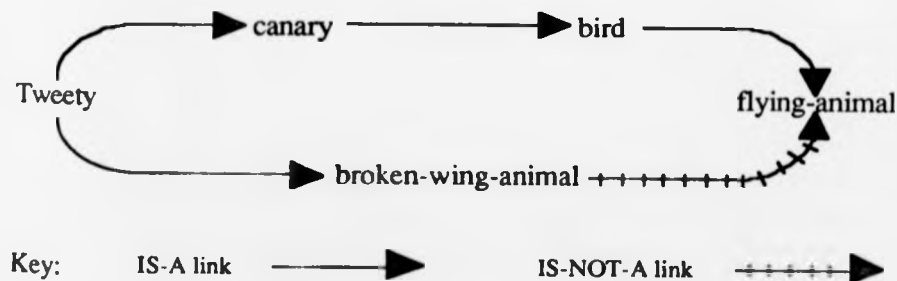 canary bird
Tweety flying-animal
broken-wing-animal
Key: IS-A link IS-NOT-A link